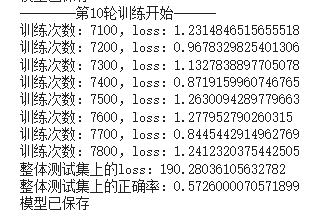 模型已保存
————第10轮训练开始————
训练次数：7100，loss：1.2314846515655518
训练次数：7200，loss：0.9678329825401306
训练次数：7300，loss：1.1327838897705078
训练次数：7400，loss：0.8719159960746765
训练次数：7500，loss：1.2630094289779663
训练次数：7600，loss：1.277952790260315
训练次数：7700，loss：0.8445442914962769
训练次数：7800，loss：1.2412320375442505
整体测试集上的loss：190.28036105632782
整体测试集上的正确率：0.5726000070571899
模型已保存